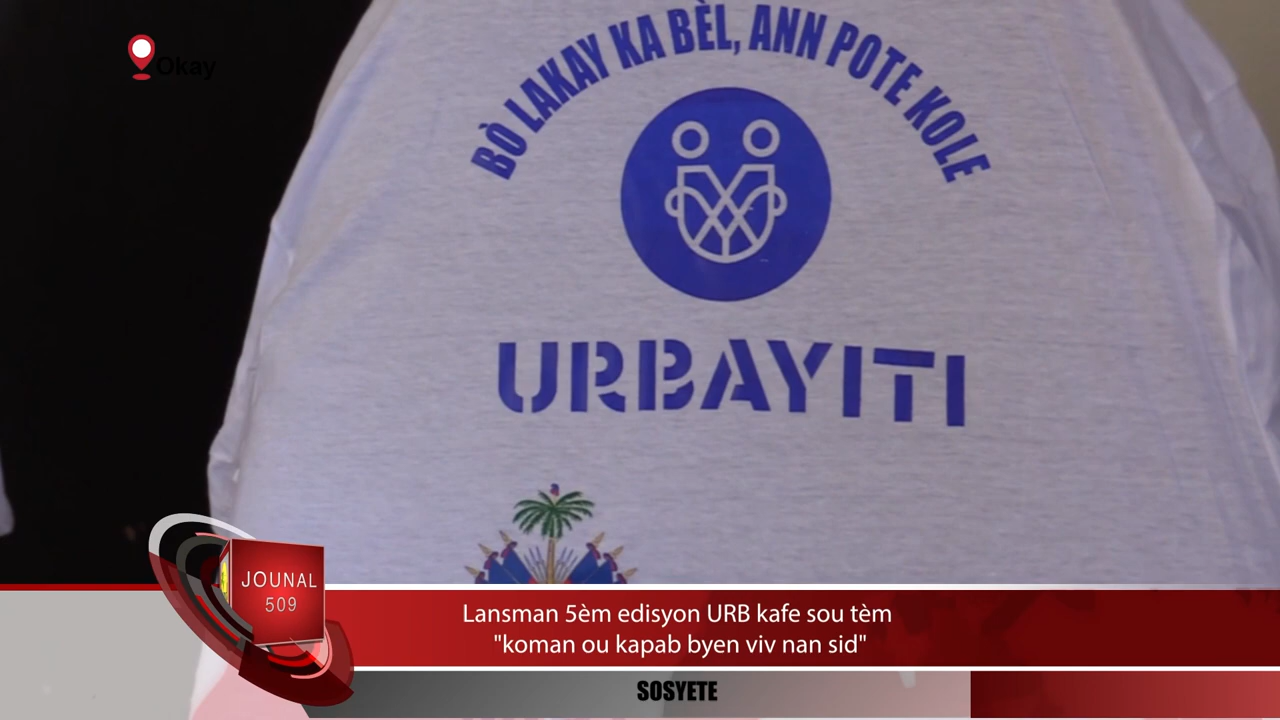 Okay
BÒ LAKAY KA BÈL, ANN POTE KOLE
URBAYITI
JOUNAL
509
Lansman 5èm edisyon URB kafe sou tèm
"koman ou kapab byen viv nan sid"
SOSYETE